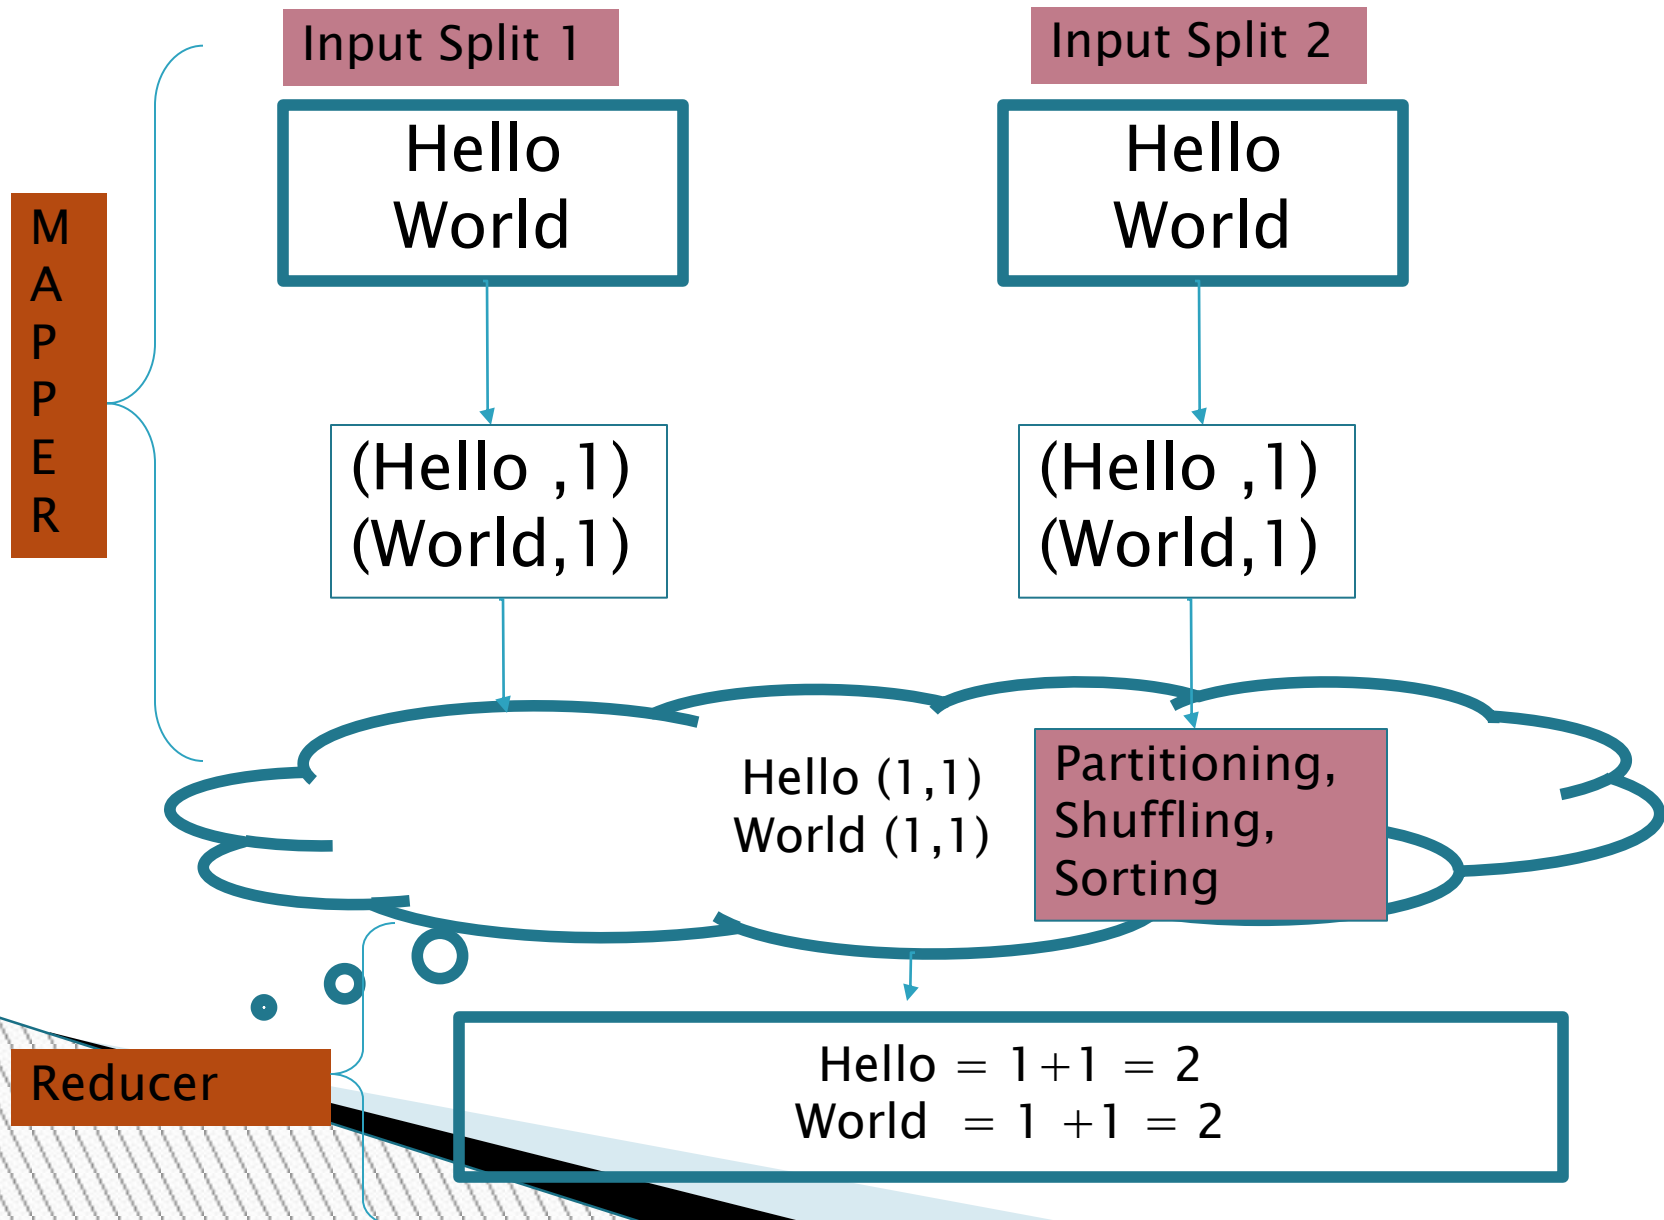 Input Split 1
Input Split 2
Hello
World
Hello
World
M
A
P
P
E
R
(Hello ,1)
(World,1)
(Hello ,1)
(World,1)
Hello (1,1)
World (1,1)
Partitioning,
Shuffling,
Sorting
Reducer
Hello = 1+1 = 2
World = 1 +1 = 2